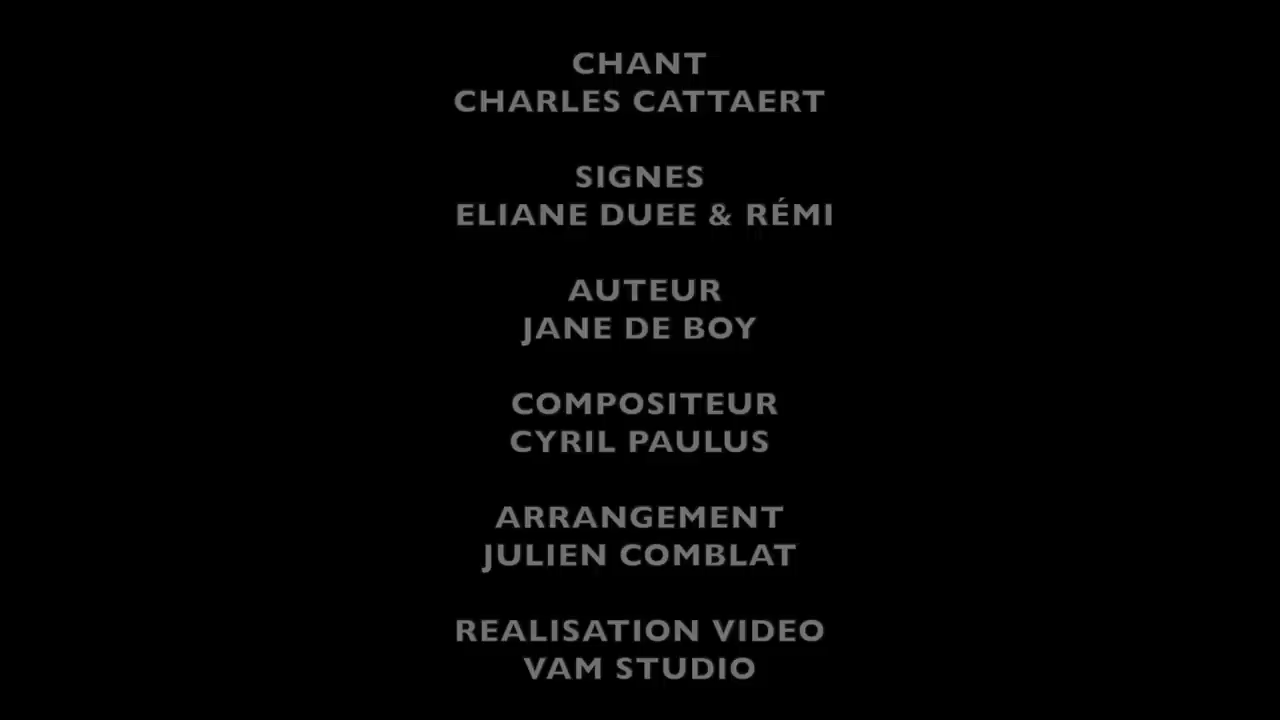 CHANT
CHARLES CATTAERT
SIGNES
ELIANE DUEE & RÉMI
AUTEUR
JANE DE BOY
COMPOSITEUR
CYRIL PAULUS
ARRANGEMENT
JULIEN COMBLAT
REALISATION VIDEO
VAM STUDIO